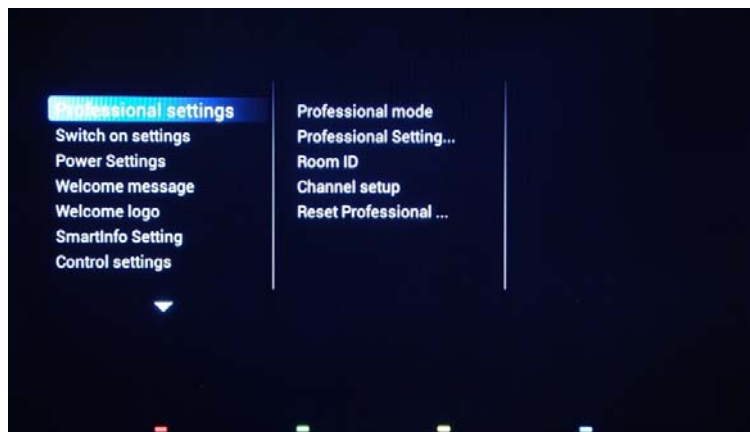 Professional settings
Switch on settings
Power Settings
Welcome message
Welcome logo
SmartInfo Setting
Control settings
Professional mode
Professional Setting...
Room ID
Channel setup
Reset Professional ...